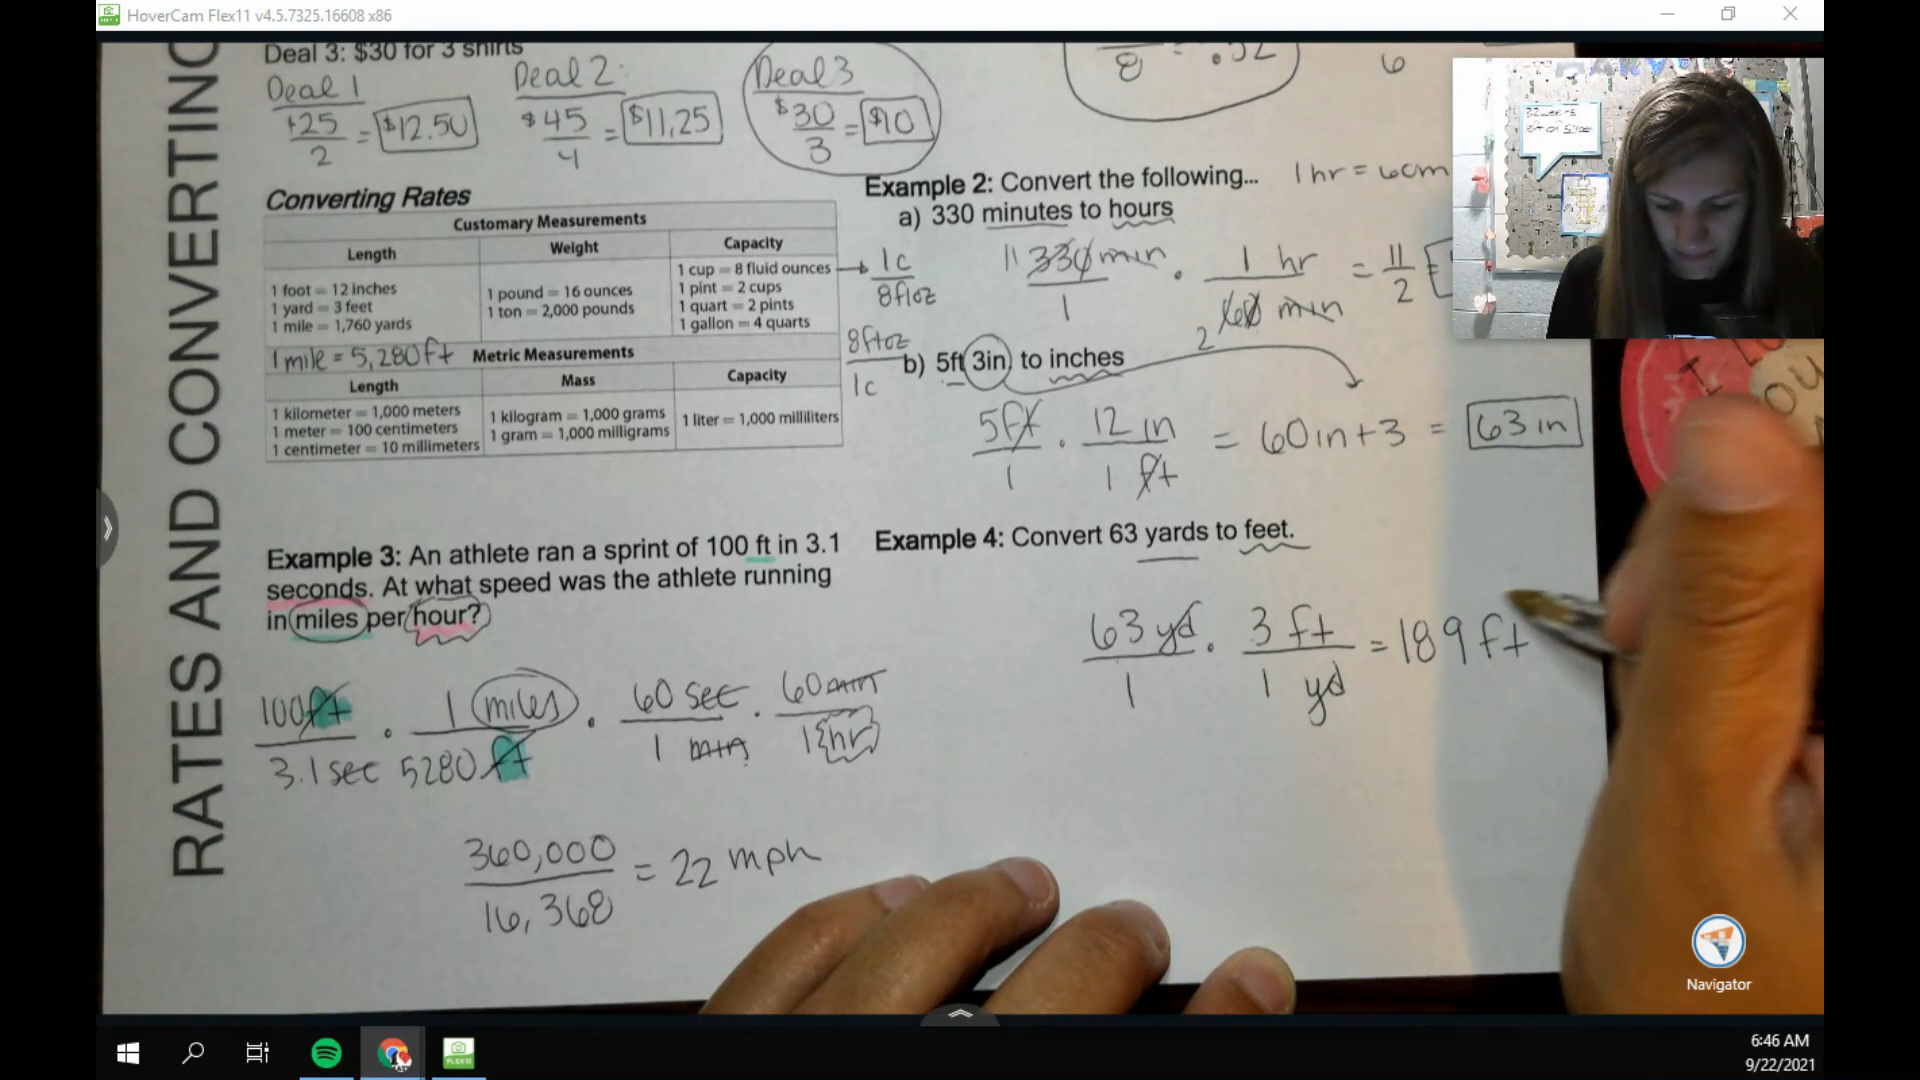 HoverCam Flex11 v4.5.7325.16608 x86
RATES AND CONVERTING
Deal 3: $30 for 3 shirts
Deal 1
25/2 = $12.50
Deal 2:
$45/4 = $11.25
Deal 3
$30/3 = $10
8 = .52
6
Converting Rates
Customary Measurements
Length Weight Capacity
1 foot = 12 inches
1 yard = 3 feet
1 mile = 1,760 yards
1 pound = 16 ounces
1 ton = 2,000 pounds
1 cup = 8 fluid ounces
1 pint = 2 cups
1 quart = 2 pints
1 gallon = 4 quarts
1 mile = 5,280 ft
Metric Measurements
Length Mass Capacity
1 kilometer = 1,000 meters
1 meter = 100 centimeters
1 centimeter = 10 millimeters
1 kilogram = 1,000 grams
1 gram = 1,000 milligrams
1 liter = 1,000 milliliters
1c/8floz
8floz/1c
Example 2: Convert the following...
1 hr = 60m
a) 330 minutes to hours
11 330 min/1 · 1 hr/60 min 2 = 11/2 =
b) 5ft 3in to inches
5ft/1 · 12 in/1 ft = 60in + 3 = 63 in
Example 3: An athlete ran a sprint of 100 ft in 3.1
seconds. At what speed was the athlete running
in miles per hour?
100ft/3.1sec · 1 miles/5280 ft · 60 sec/1 min · 60min/1 hr
360,000/16,368 = 22 mph
Example 4: Convert 63 yards to feet.
63 yd/1 · 3 ft/1 yd = 189 ft
Navigator
FLEX11
6:46 AM
9/22/2021